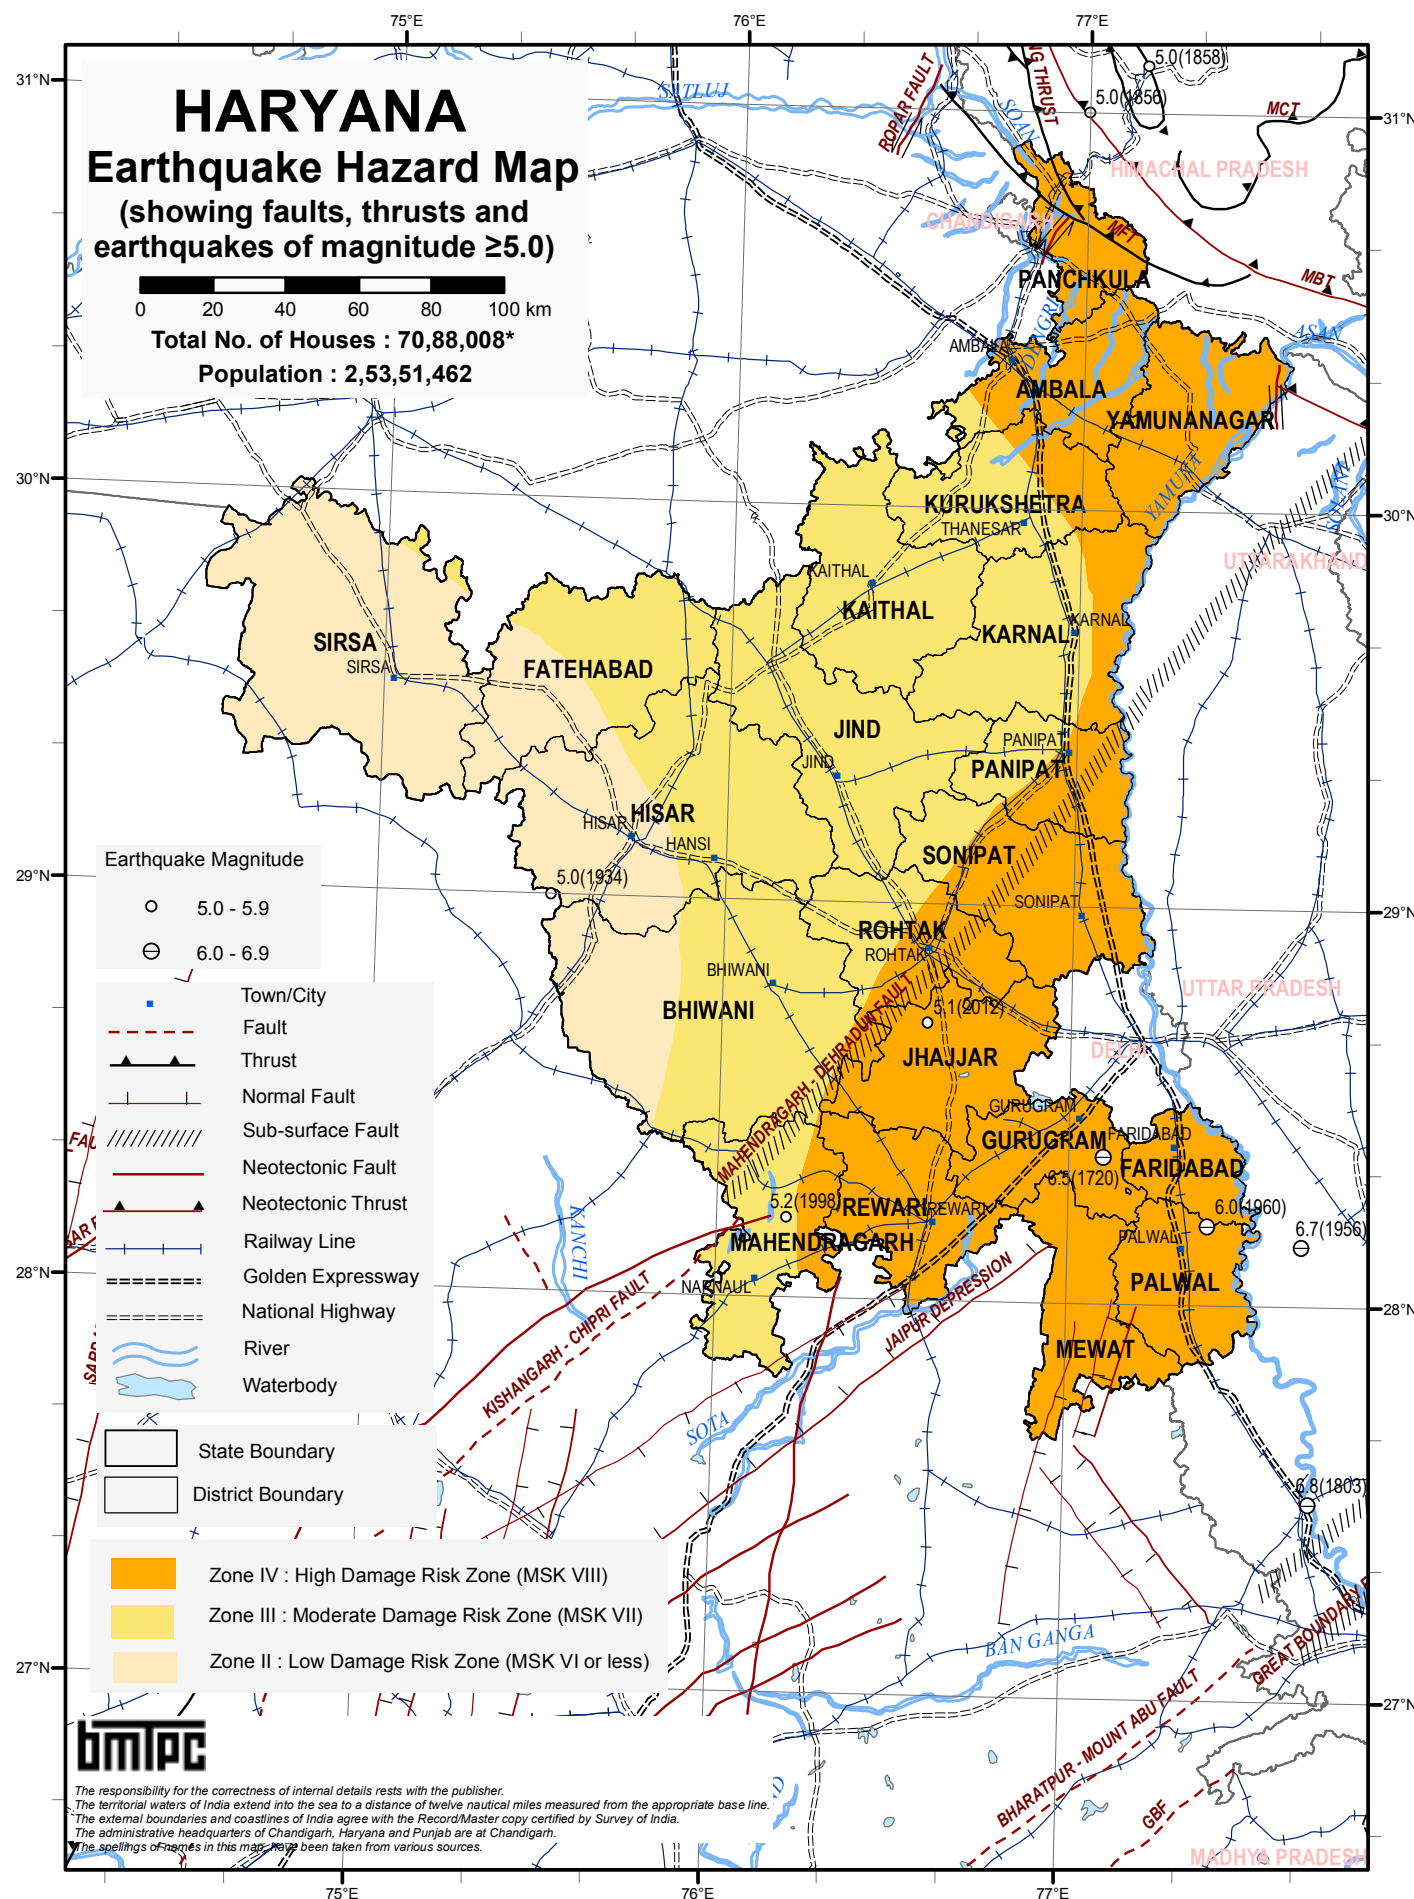 75°E
76°E
77°E
31°N
31°N
30°N
30°N
29°N
29°N
28°N
28°N
27°N
27°N
75°E
76°E
77°E
HARYANA
Earthquake Hazard Map
(showing faults, thrusts and
earthquakes of magnitude ≥5.0)
0 20 40 60 80 100 km
Total No. of Houses : 70,88,008*
Population : 2,53,51,462
SATLUJ
ROPAR FAULT
SOAN
NG THRUST
5.0(1858)
5.0(1856)
MCT
HIMACHAL PRADESH
CHANDIGARH
MFT
MBT
PANCHKULA
ASAN
AMBALA
AMBALA
YAMUNANAGAR
YAMUNA
SOLANI
KURUKSHETRA
THANESAR
UTTARAKHAND
KAITHAL
KAITHAL
KARNAL
KARNAL
SIRSA
SIRSA
FATEHABAD
JIND
JIND
PANIPAT
PANIPAT
HISAR
HISAR
HANSI
SONIPAT
SONIPAT
5.0(1934)
ROHTAK
ROHTAK
BHIWANI
BHIWANI
UTTAR PRADESH
5.1(2012)
DELHI
JHAJJAR
MAHENDRAGARH - DEHRADUN FAULT
GURUGRAM
GURUGRAM
FARIDABAD
FARIDABAD
6.5(1720)
5.2(1998)
REWARI
REWARI
6.0(1960)
6.7(1956)
PALWAL
PALWAL
MAHENDRAGARH
NARNAUL
KANCHI
KISHANGARH - CHIPRI FAULT
JAIPUR DEPRESSION
MEWAT
SOTA
6.8(1803)
BAN GANGA
GREAT BOUNDARY F
BHARATPUR - MOUNT ABU FAULT
GBF
MADHYA PRADESH
Earthquake Magnitude
5.0 - 5.9
6.0 - 6.9
Town/City
Fault
Thrust
Normal Fault
Sub-surface Fault
Neotectonic Fault
Neotectonic Thrust
Railway Line
Golden Expressway
National Highway
River
Waterbody
State Boundary
District Boundary
Zone IV : High Damage Risk Zone (MSK VIII)
Zone III : Moderate Damage Risk Zone (MSK VII)
Zone II : Low Damage Risk Zone (MSK VI or less)
bmTpc
The responsibility for the correctness of internal details rests with the publisher.
The territorial waters of India extend into the sea to a distance of twelve nautical miles measured from the appropriate base line.
The external boundaries and coastlines of India agree with the Record/Master copy certified by Survey of India.
The administrative headquarters of Chandigarh, Haryana and Punjab are at Chandigarh.
The spellings of names in this map, have been taken from various sources.